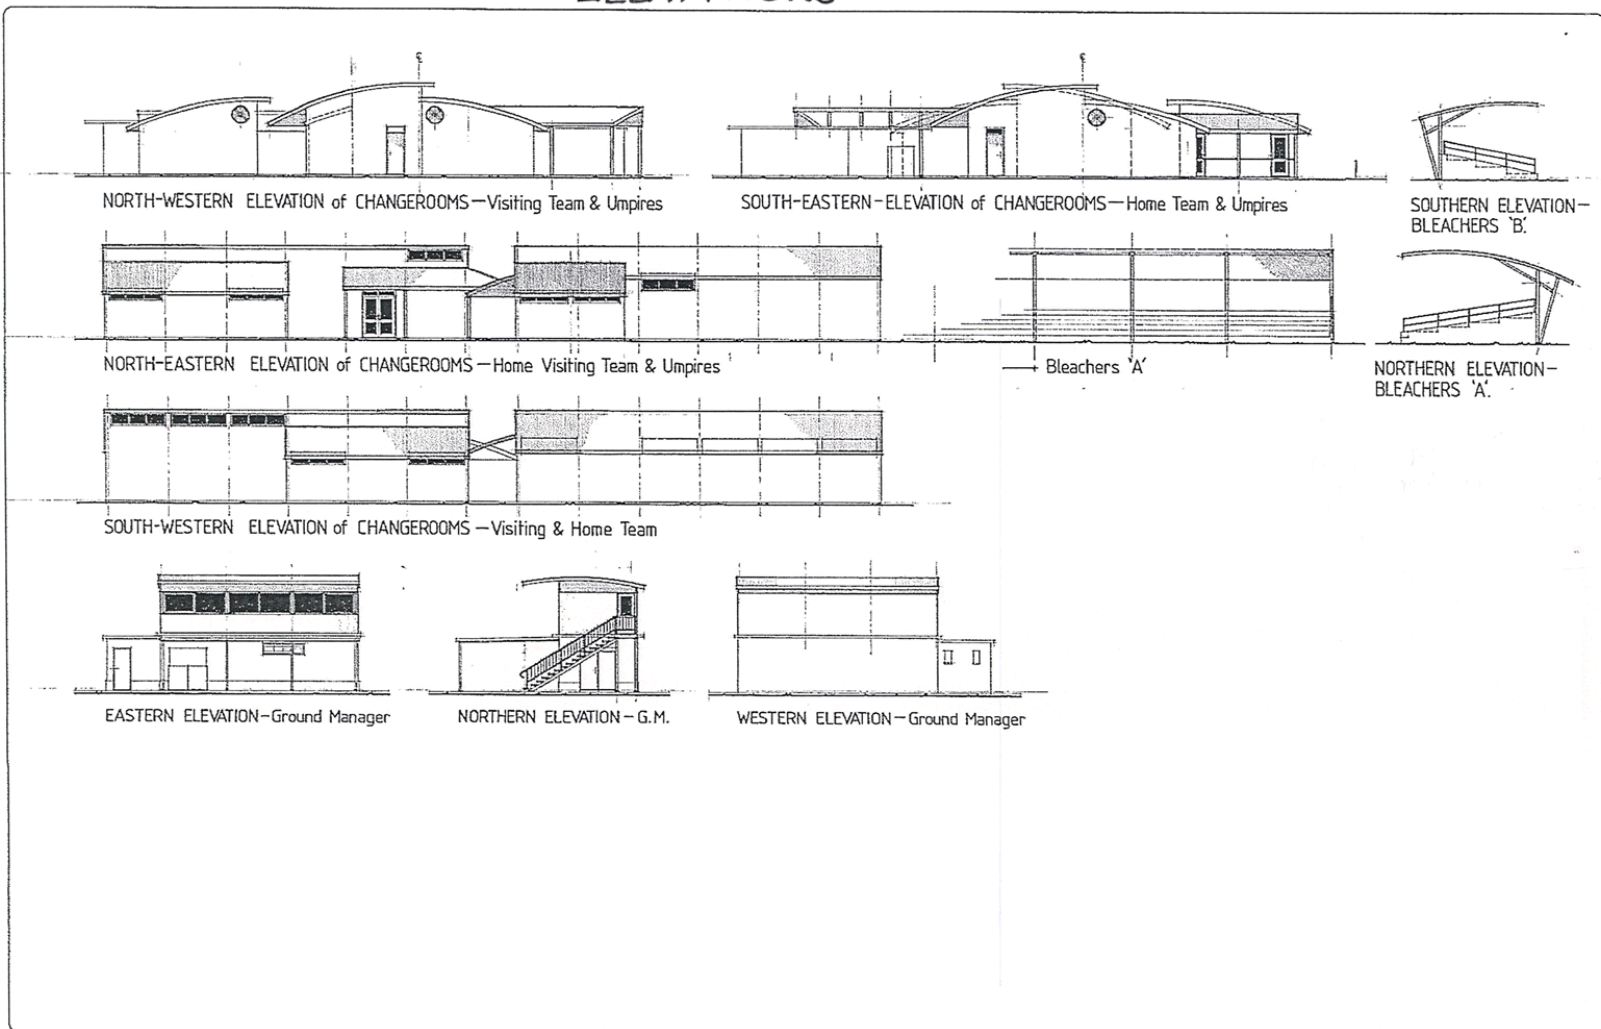 NORTH-WESTERN ELEVATION of CHANGEROOMS—Visiting Team & Umpires
SOUTH-EASTERN-ELEVATION of CHANGEROOMS—Home Team & Umpires
SOUTHERN ELEVATION—
BLEACHERS 'B'.
NORTH-EASTERN ELEVATION of CHANGEROOMS—Home Visiting Team & Umpires
Bleachers 'A'
NORTHERN ELEVATION—
BLEACHERS 'A'.
SOUTH-WESTERN ELEVATION of CHANGEROOMS—Visiting & Home Team
EASTERN ELEVATION-Ground Manager
NORTHERN ELEVATION-G.M.
WESTERN ELEVATION-Ground Manager